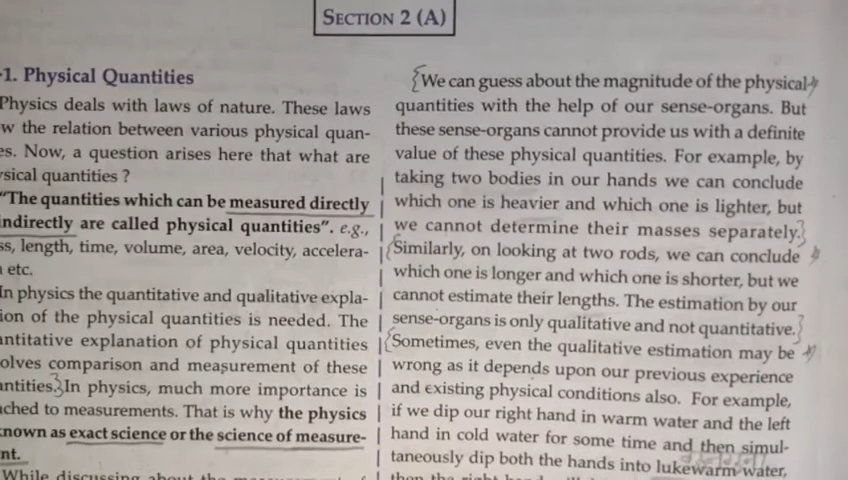 SECTION 2 (A)
-1. Physical Quantities
Physics deals with laws of nature. These laws
w the relation between various physical quan-
es. Now, a question arises here that what are
sical quantities ?
"The quantities which can be measured directly
indirectly are called physical quantities". e.g.,
ss, length, time, volume, area, velocity, accelera-
etc.
In physics the quantitative and qualitative expla-
ion of the physical quantities is needed. The
antitative explanation of physical quantities
olves comparison and measurement of these
antities. In physics, much more importance is
ached to measurements. That is why the physics
known as exact science or the science of measure-
nt.
While discussing about the
We can guess about the magnitude of the physical
quantities with the help of our sense-organs. But
these sense-organs cannot provide us with a definite
value of these physical quantities. For example, by
taking two bodies in our hands we can conclude
which one is heavier and which one is lighter, but
we cannot determine their masses separately.
Similarly, on looking at two rods, we can conclude
which one is longer and which one is shorter, but we
cannot estimate their lengths. The estimation by our
sense-organs is only qualitative and not quantitative.
Sometimes, even the qualitative estimation may be
wrong as it depends upon our previous experience
and existing physical conditions also. For example,
if we dip our right hand in warm water and the left
hand in cold water for some time and then simul-
taneously dip both the hands into lukewarm water,
then the right hand